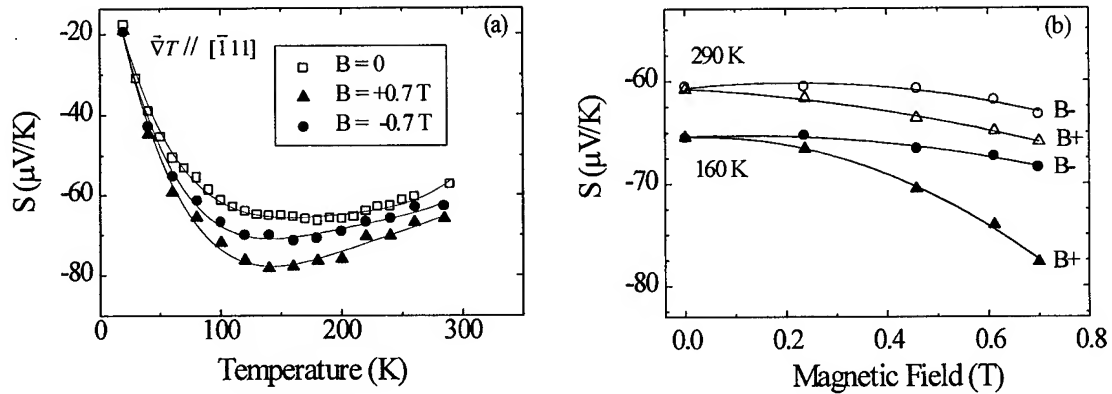 (a)
∇⃗T // [1̄11]
B = 0
B = +0.7 T
B = -0.7 T
-20
-40
-60
-80
S (μV/K)
0
100
200
300
Temperature (K)
(b)
290 K
160 K
B-
B+
B-
B+
-60
-70
-80
S (μV/K)
0.0
0.2
0.4
0.6
0.8
Magnetic Field (T)